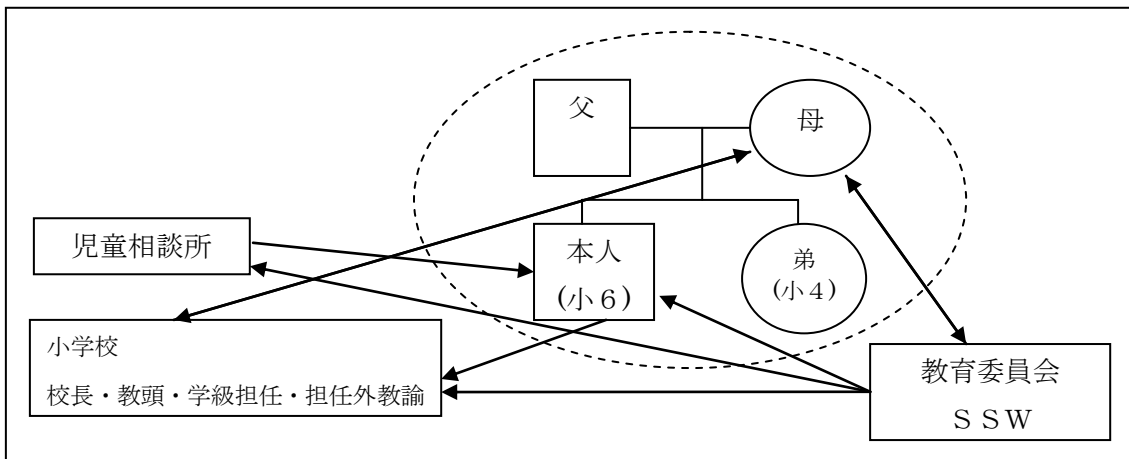 父
母
児童相談所
本人
(小６)
弟
(小４)
小学校
校長・教頭・学級担任・担任外教諭
教育委員会
ＳＳＷ